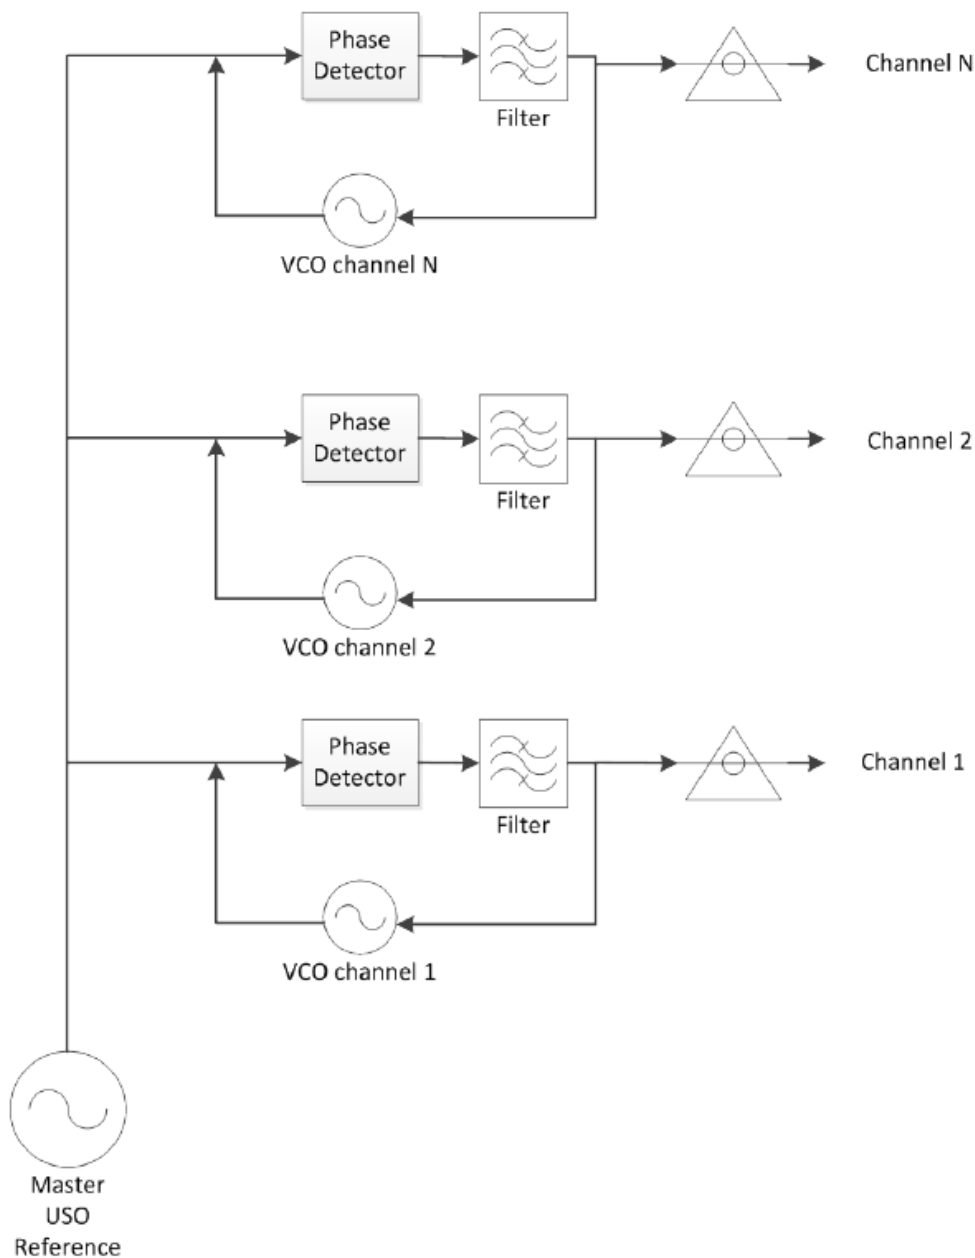 Phase
Detector
Filter
Channel N
VCO channel N
Phase
Detector
Filter
Channel 2
VCO channel 2
Phase
Detector
Filter
Channel 1
VCO channel 1
Master
USO
Reference